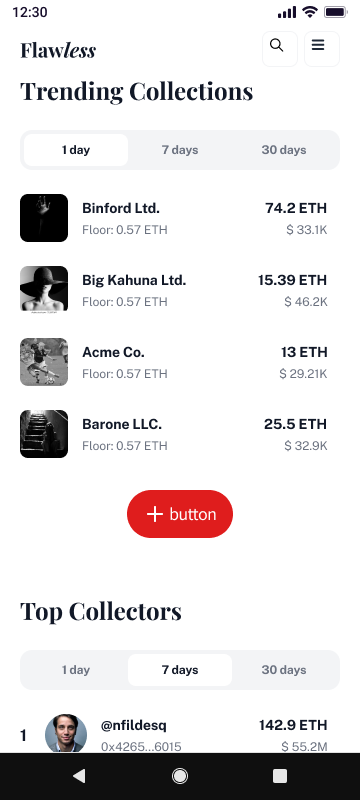 12:30
Flawless
Trending Collections
1 day 7 days 30 days
Binford Ltd. 74.2 ETH
Floor: 0.57 ETH $ 33.1K
Big Kahuna Ltd. 15.39 ETH
Floor: 0.57 ETH $ 46.2K
Acme Co. 13 ETH
Floor: 0.57 ETH $ 29.21K
Barone LLC. 25.5 ETH
Floor: 0.57 ETH $ 32.9K
button
Top Collectors
1 day 7 days 30 days
1 @nfildesq 142.9 ETH
0x4265...6015 $ 55.2M